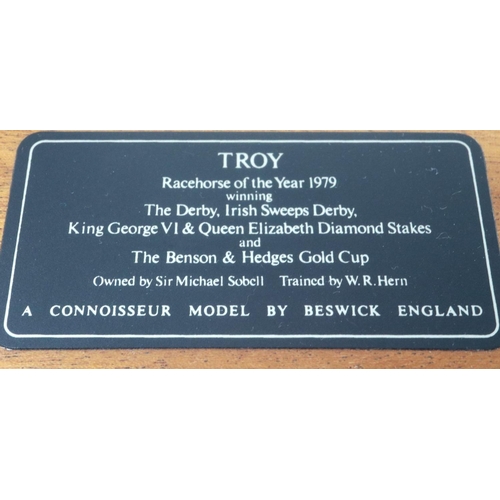 TROY
Racehorse of the Year 1979
winning
The Derby, Irish Sweeps Derby,
King George VI & Queen Elizabeth Diamond Stakes
and
The Benson & Hedges Gold Cup
Owned by Sir Michael Sobell Trained by W.R.Hern
A CONNOISSEUR MODEL BY BESWICK ENGLAND